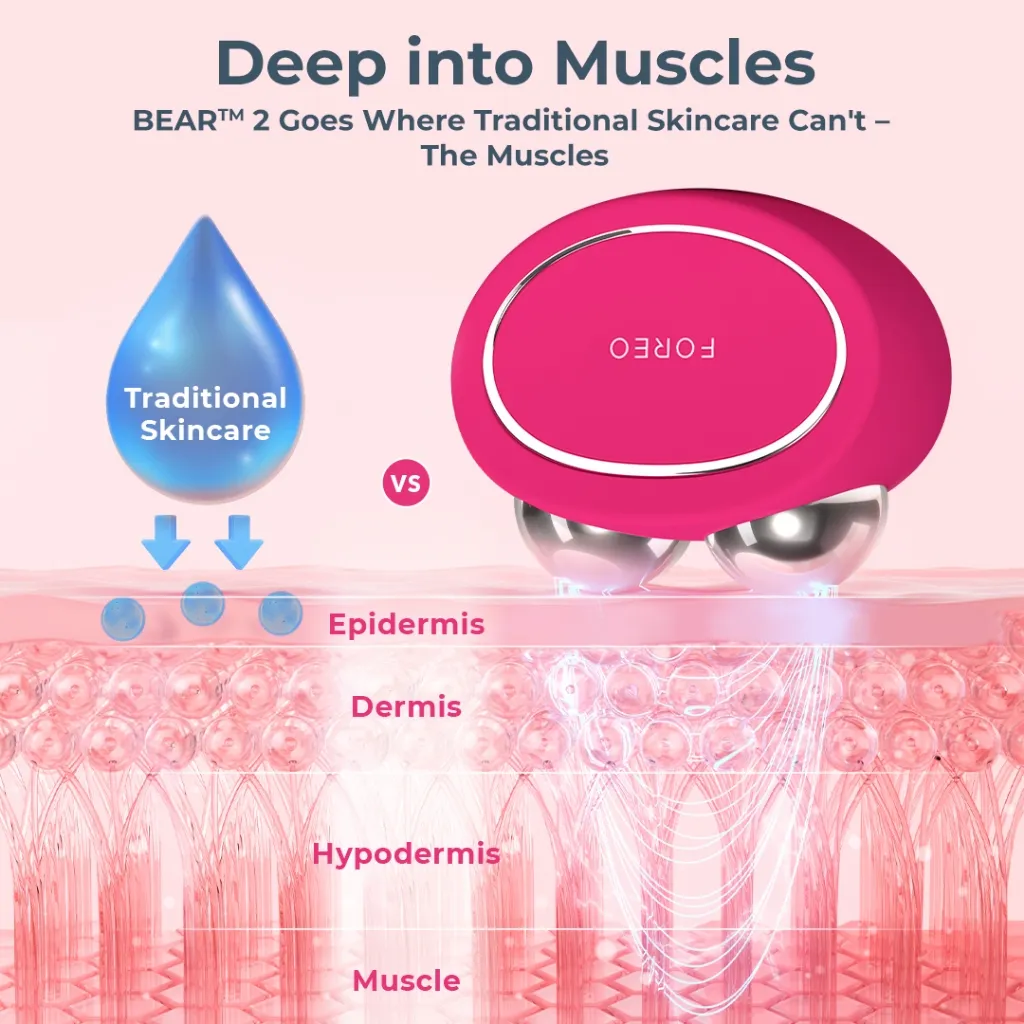 Deep into Muscles
BEAR™ 2 Goes Where Traditional Skincare Can't –
The Muscles
Traditional
Skincare
VS
FOREO
Epidermis
Dermis
Hypodermis
Muscle